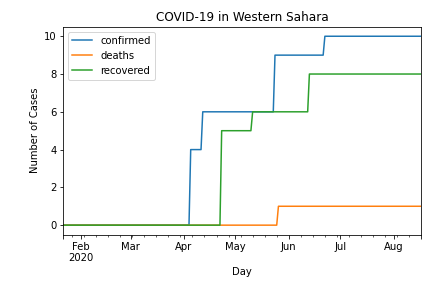 COVID-19 in Western Sahara
confirmed
deaths
recovered
Number of Cases
10
8
6
4
2
0
Feb Mar Apr May Jun Jul Aug
2020
Day